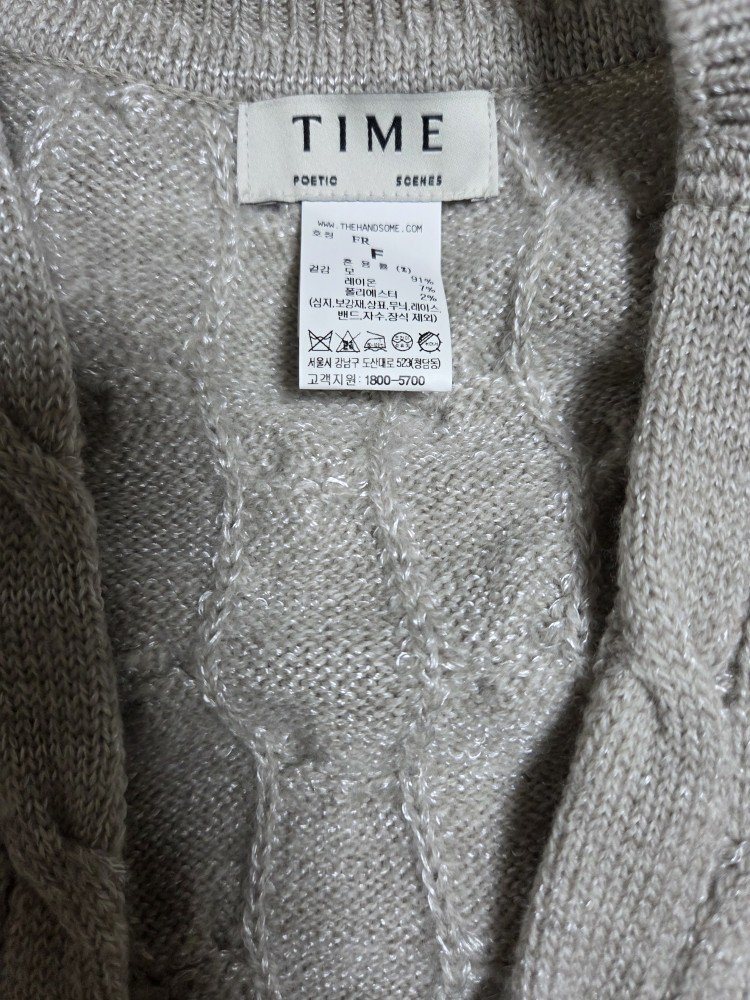 TIME
POETIC SCENES
WWW.THEHANDSOME.COM
호칭 FR
F
혼 용 률 (%)
겉감 모 91%
레이온 7%
폴리에스터 2%
(심지,보강재,상표,무늬,레이스,
밴드,자수,장식 제외)
서울시 강남구 도산대로 523(청담동)
고객지원: 1800-5700